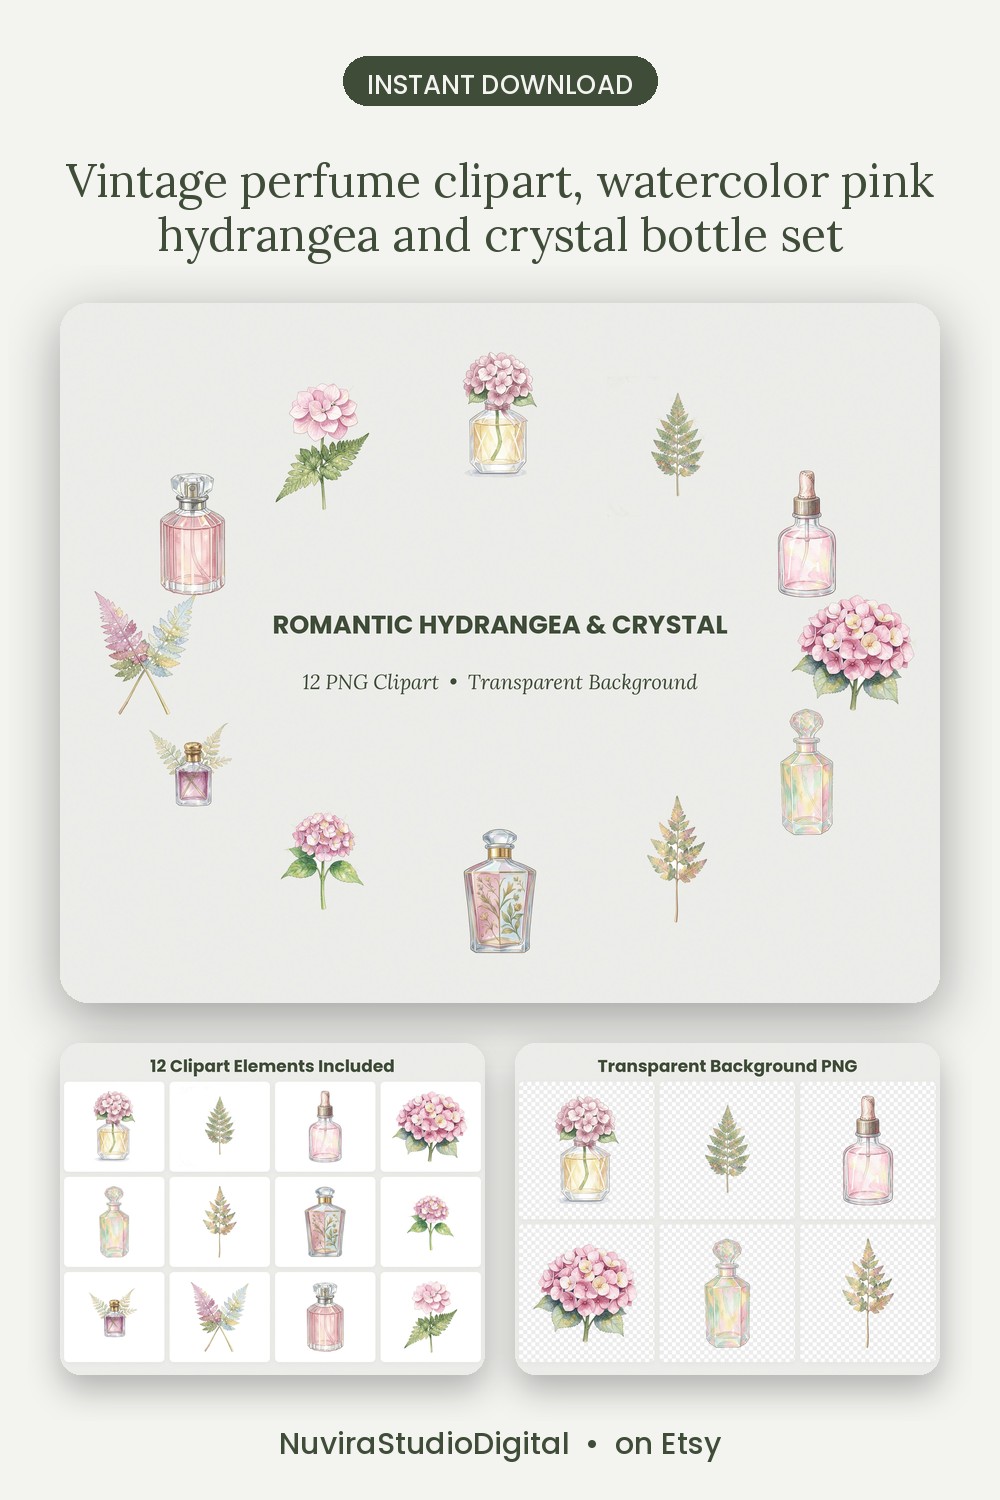 INSTANT DOWNLOAD
Vintage perfume clipart, watercolor pink
hydrangea and crystal bottle set
ROMANTIC HYDRANGEA & CRYSTAL
12 PNG Clipart • Transparent Background
12 Clipart Elements Included
Transparent Background PNG
NuviraStudioDigital • on Etsy